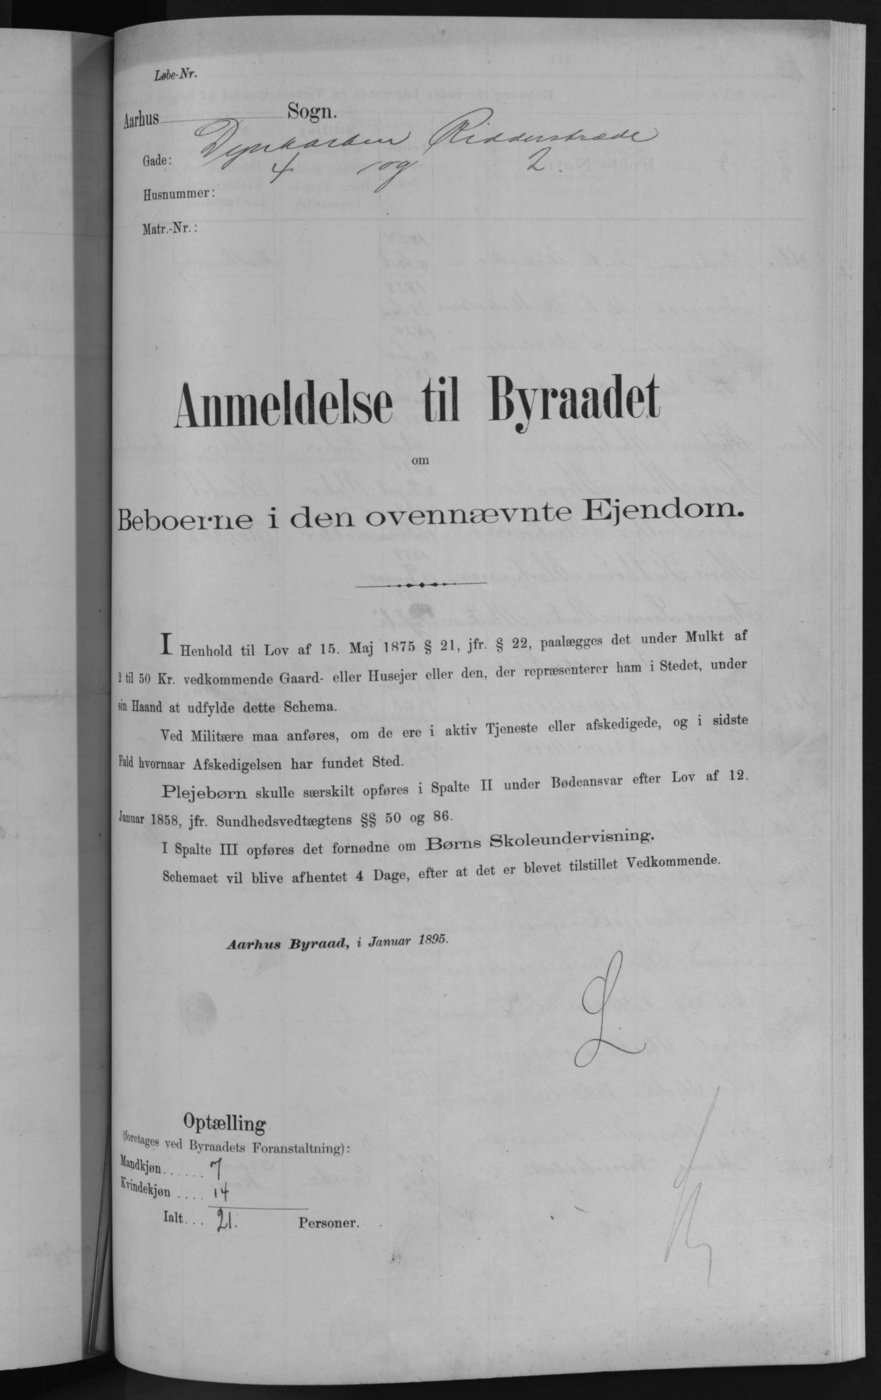 Løbe-Nr.
Aarhus Sogn.
Gade: Dynkarken Ridderstræde
Husnummer: 4 og 2.
Matr.-Nr.:
Anmeldelse til Byraadet
om
Beboerne i den ovennævnte Ejendom.
I Henhold til Lov af 15. Maj 1875 § 21, jfr. § 22, paalægges det under Mulkt af
2 til 50 Kr. vedkommende Gaard- eller Husejer eller den, der repræsenterer ham i Stedet, under
sin Haand at udfylde dette Schema.
Ved Militære maa anføres, om de ere i aktiv Tjeneste eller afskedigede, og i sidste
Fald hvornaar Afskedigelsen har fundet Sted.
Plejebørn skulle særskilt opføres i Spalte II under Bødeansvar efter Lov af 12.
Januar 1858, jfr. Sundhedsvedtægtens §§ 50 og 86.
I Spalte III opføres det fornødne om Børns Skoleundervisning.
Schemaet vil blive afhentet 4 Dage, efter at det er blevet tilstillet Vedkommende.
Aarhus Byraad, i Januar 1895.
L.
Optælling
(foretages ved Byraadets Foranstaltning):
Mandkjøn...... 7
Kvindekjøn .... 14
Ialt... 21. Personer.